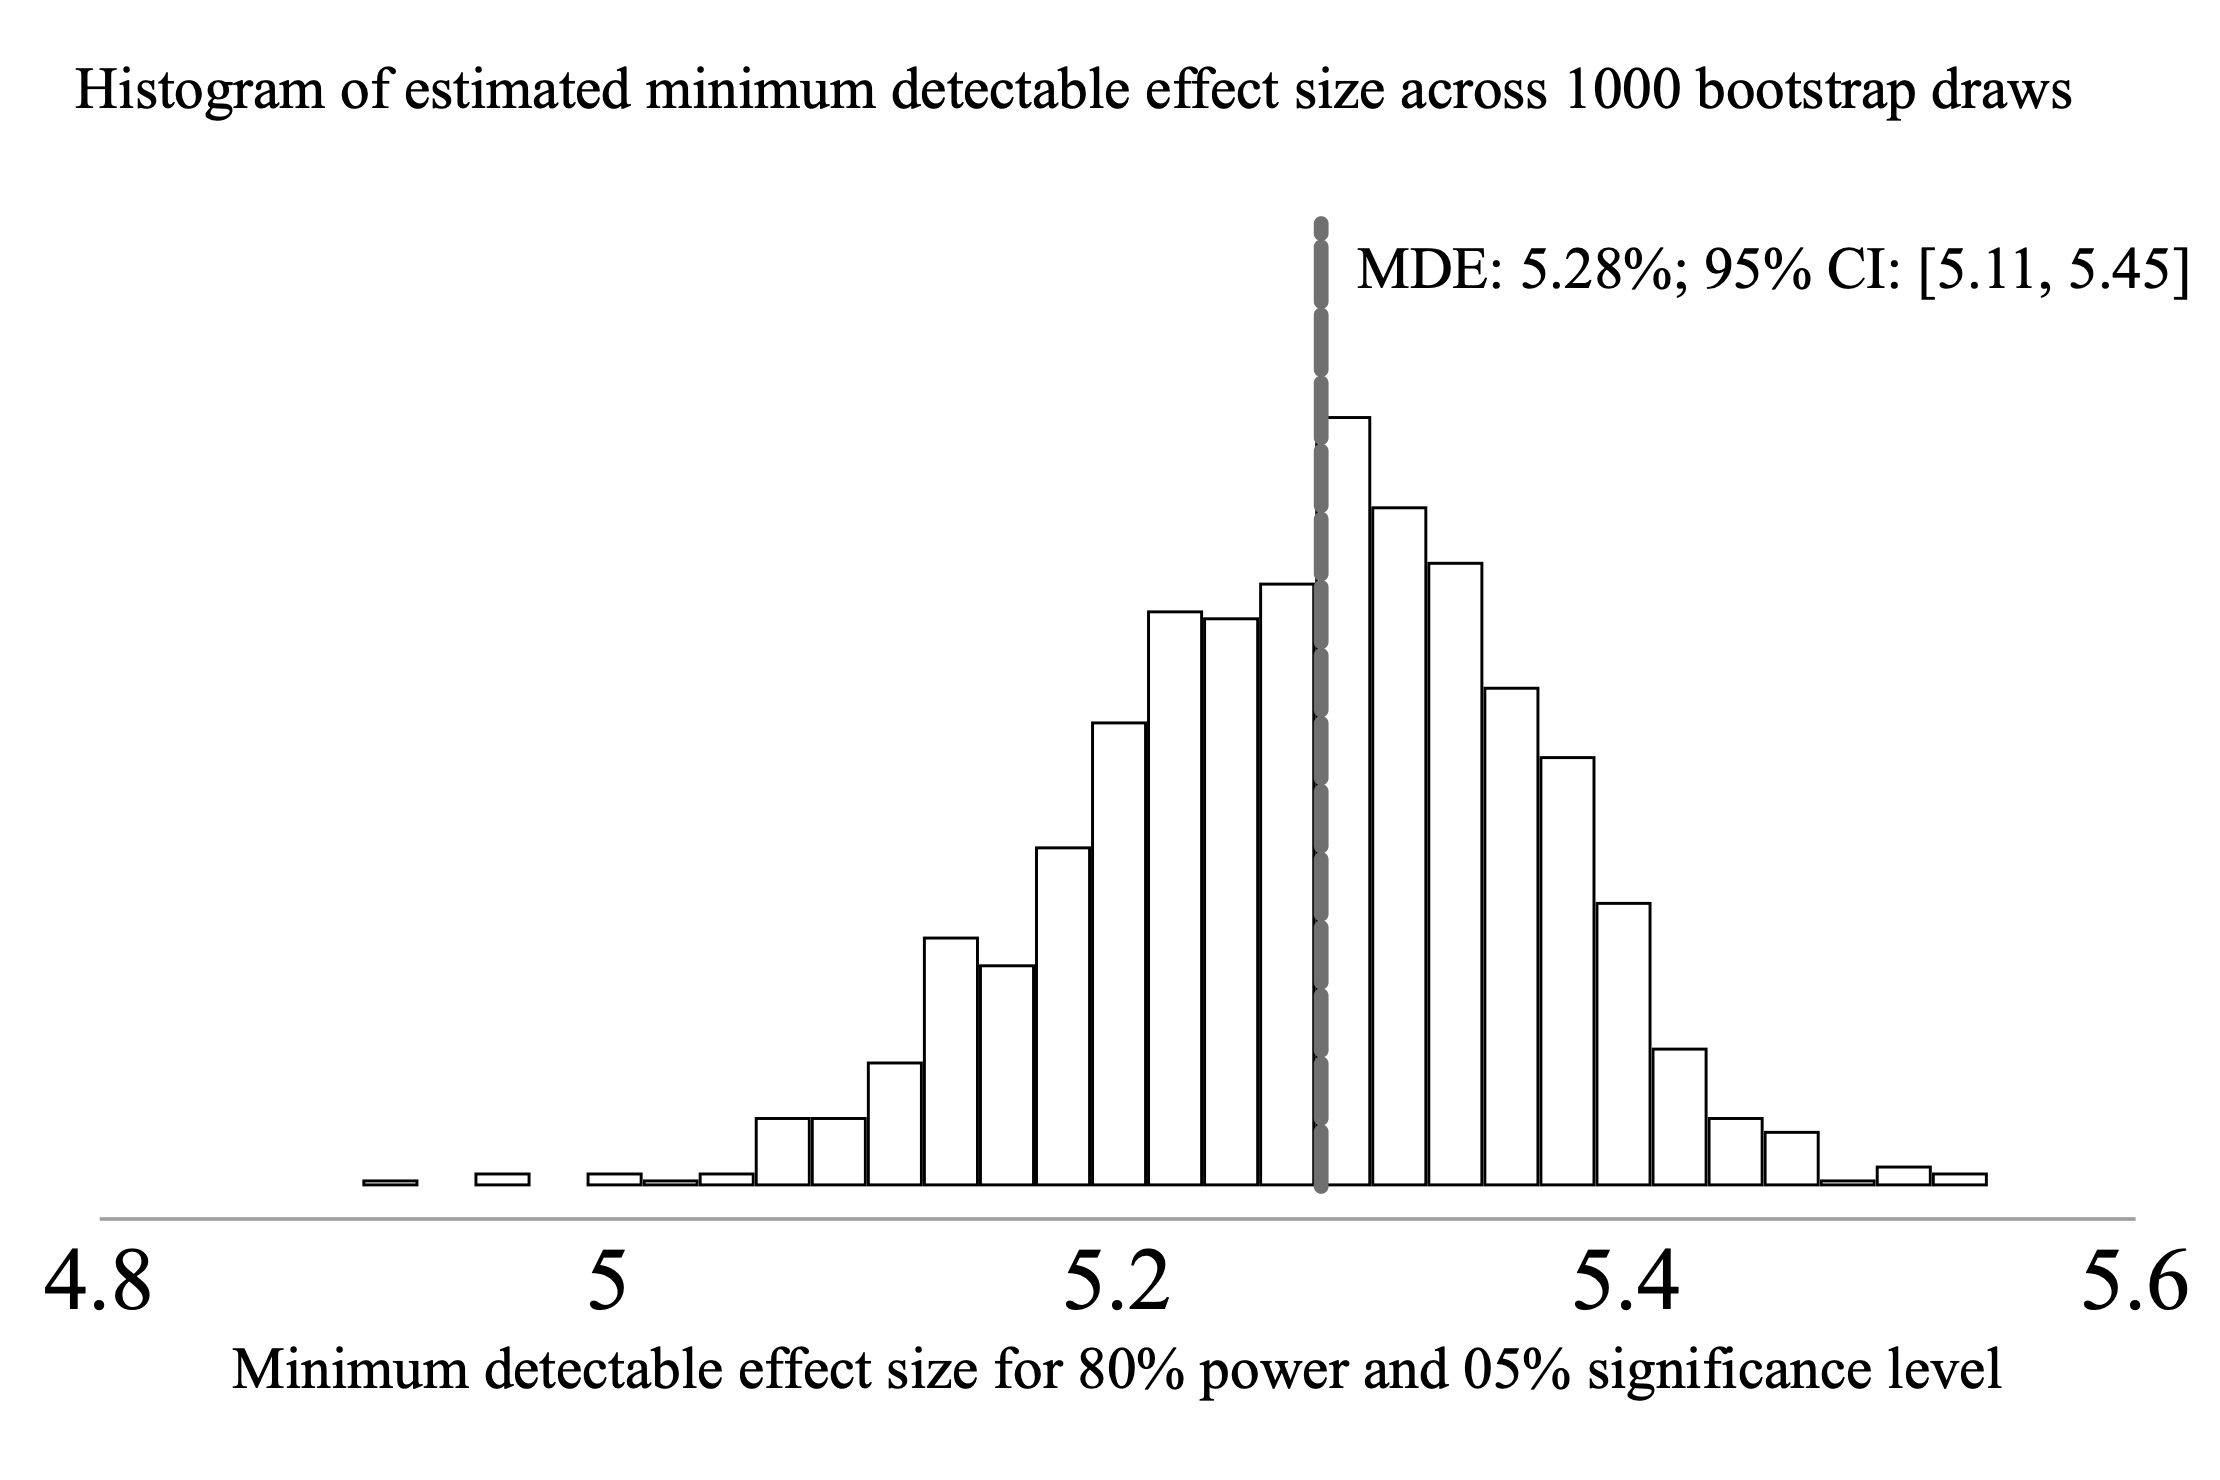 Histogram of estimated minimum detectable effect size across 1000 bootstrap draws
MDE: 5.28%; 95% CI: [5.11, 5.45]
4.8 5 5.2 5.4 5.6
Minimum detectable effect size for 80% power and 05% significance level